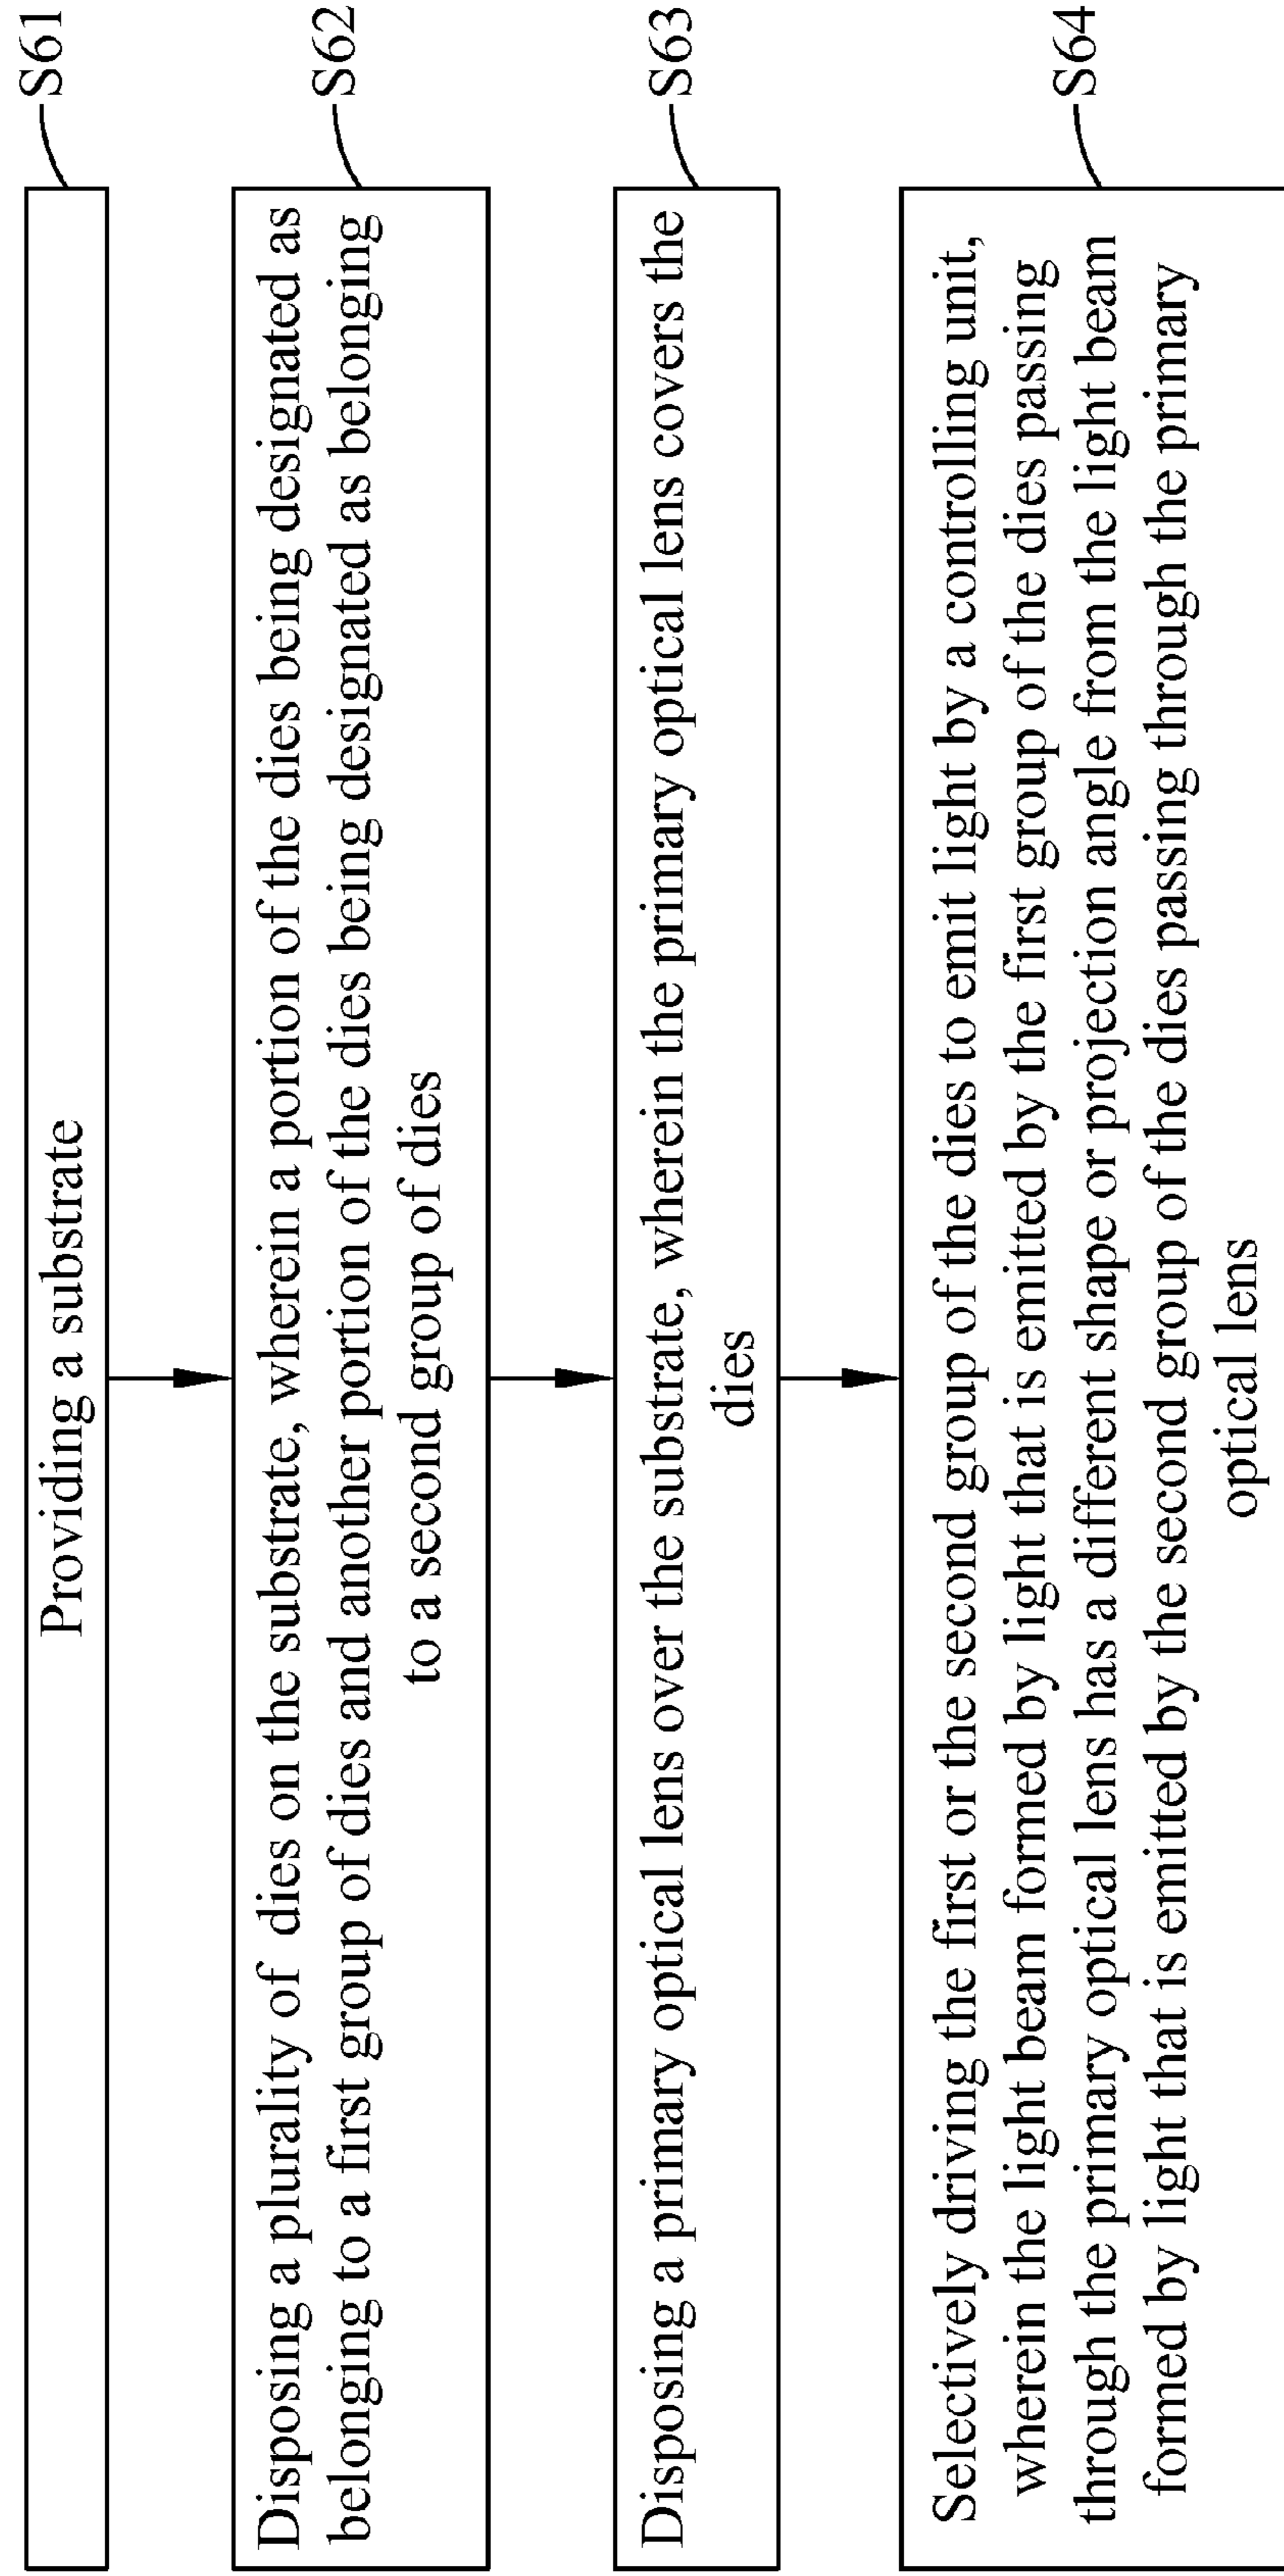 Providing a substrate
S61
Disposing a plurality of dies on the substrate, wherein a portion of the dies being designated as
belonging to a first group of dies and another portion of the dies being designated as belonging
to a second group of dies
S62
Disposing a primary optical lens over the substrate, wherein the primary optical lens covers the
dies
S63
Selectively driving the first or the second group of the dies to emit light by a controlling unit,
wherein the light beam formed by light that is emitted by the first group of the dies passing
through the primary optical lens has a different shape or projection angle from the light beam
formed by light that is emitted by the second group of the dies passing through the primary
optical lens
S64